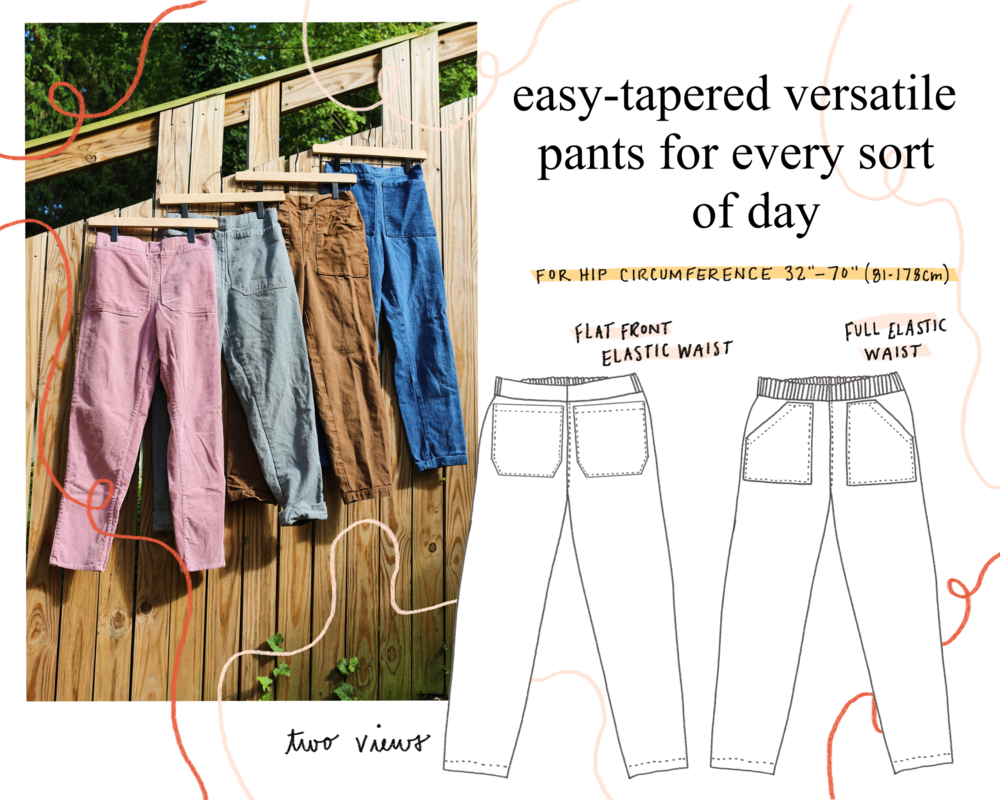 easy-tapered versatile
pants for every sort
of day
FOR HIP CIRCUMFERENCE 32"-70" (81-178cm)
FLAT FRONT
ELASTIC WAIST
FULL ELASTIC
WAIST
two views